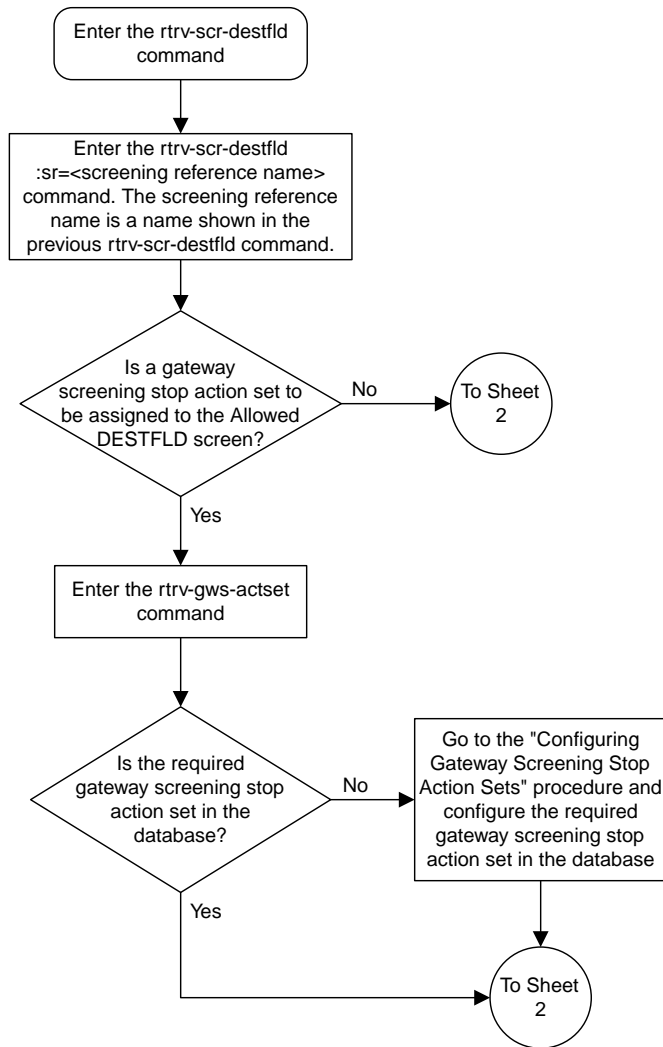 Enter the rtrv-scr-destfld
command
Enter the rtrv-scr-destfld
:sr=<screening reference name>
command. The screening reference
name is a name shown in the
previous rtrv-scr-destfld command.
Is a gateway
screening stop action set to
be assigned to the Allowed
DESTFLD screen?
No
To Sheet
2
Yes
Enter the rtrv-gws-actset
command
Is the required
gateway screening stop
action set in the
database?
No
Go to the "Configuring
Gateway Screening Stop
Action Sets" procedure and
configure the required
gateway screening stop
action set in the database
Yes
To Sheet
2